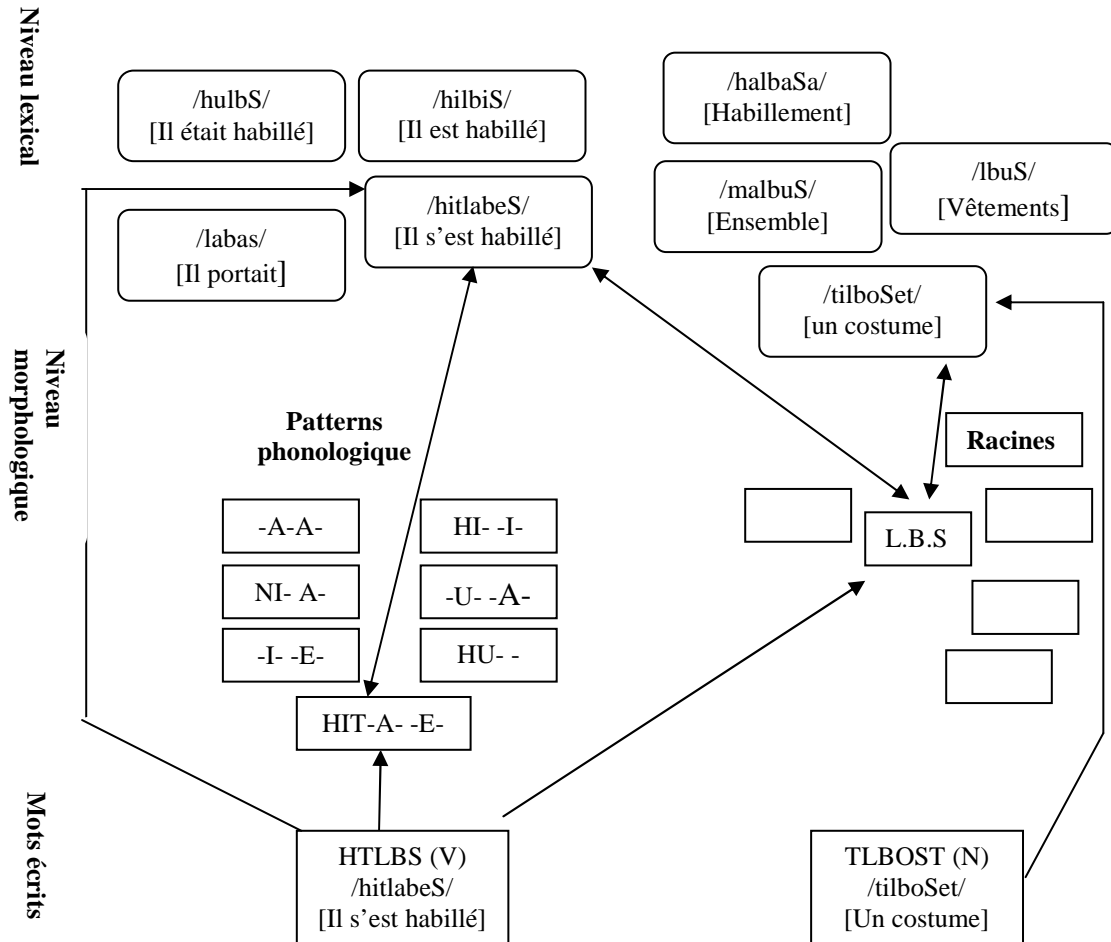 Niveau lexical
/hulbS/
[Il était habillé]
/hilbiS/
[Il est habillé]
/halbaSa/
[Habillement]
/lbuS/
[Vêtements]
/malbuS/
[Ensemble]
/hitlabeS/
[Il s’est habillé]
/labas/
[Il portait]
/tilboSet/
[un costume]
Niveau
morphologique
Patterns
phonologique
Racines
-A-A-
HI- -I-
NI- A-
-U- -A-
-I- -E-
HU- -
HIT-A- -E-
L.B.S
Mots écrits
HTLBS (V)
/hitlabeS/
[Il s’est habillé]
TLBOST (N)
/tilboSet/
[Un costume]